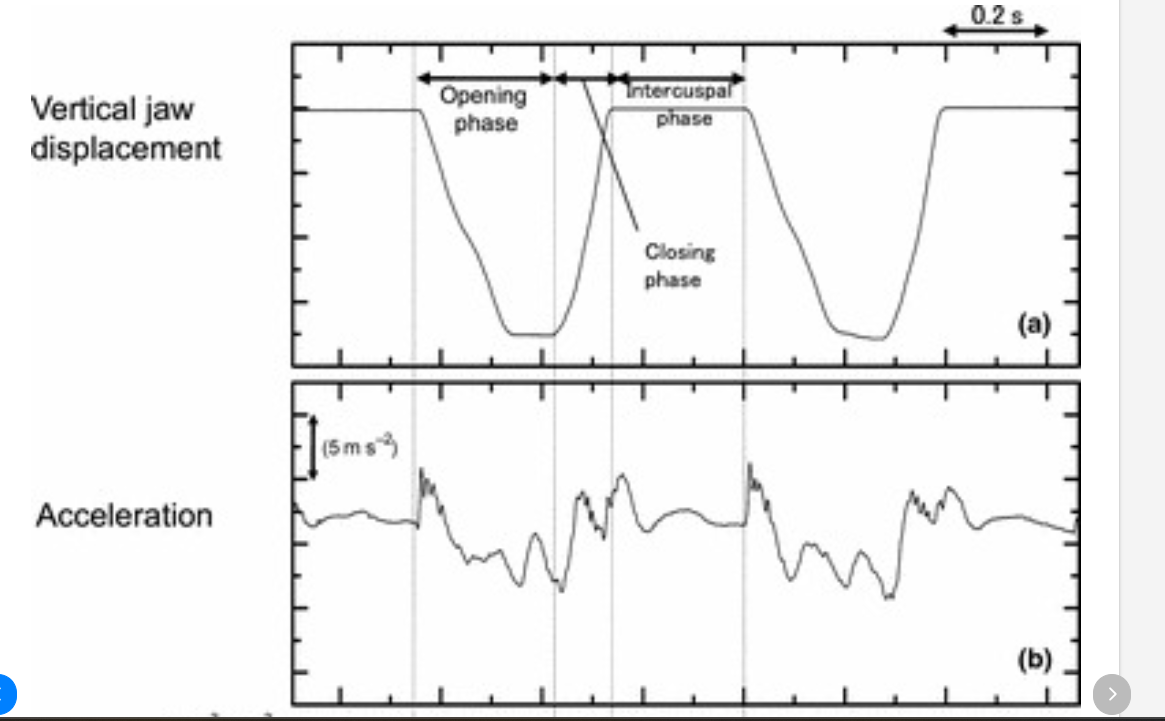 0.2 s
Vertical jaw
displacement
Opening
phase
Intercuspal
phase
Closing
phase
(a)
(5 m s⁻²)
Acceleration
(b)